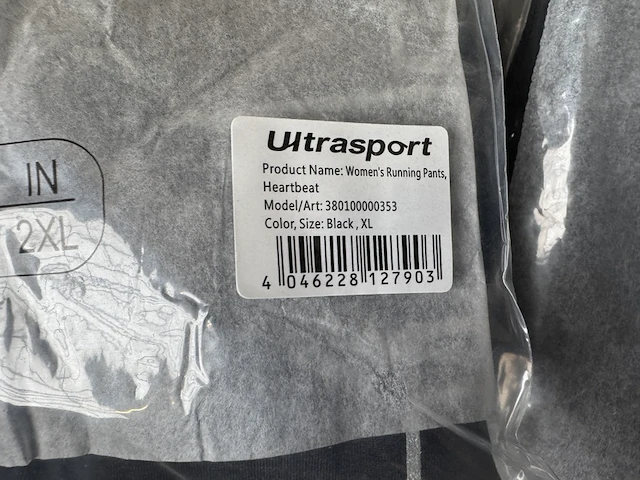 IN
2XL
Ultrasport
Product Name: Women's Running Pants,
Heartbeat
Model/Art: 380100000353
Color, Size: Black , XL
4 046228 127903